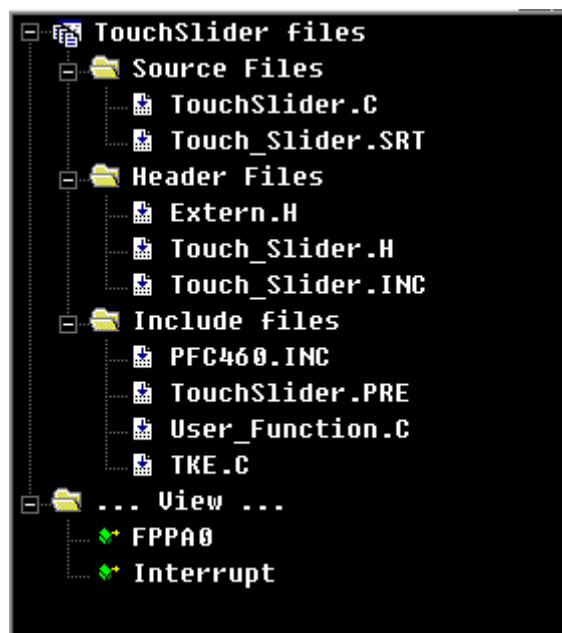 TouchSlider files
Source Files
TouchSlider.C
Touch_Slider.SRT
Header Files
Extern.H
Touch_Slider.H
Touch_Slider.INC
Include files
PFC460.INC
TouchSlider.PRE
User_Function.C
TKE.C
... View ...
FPPA0
Interrupt